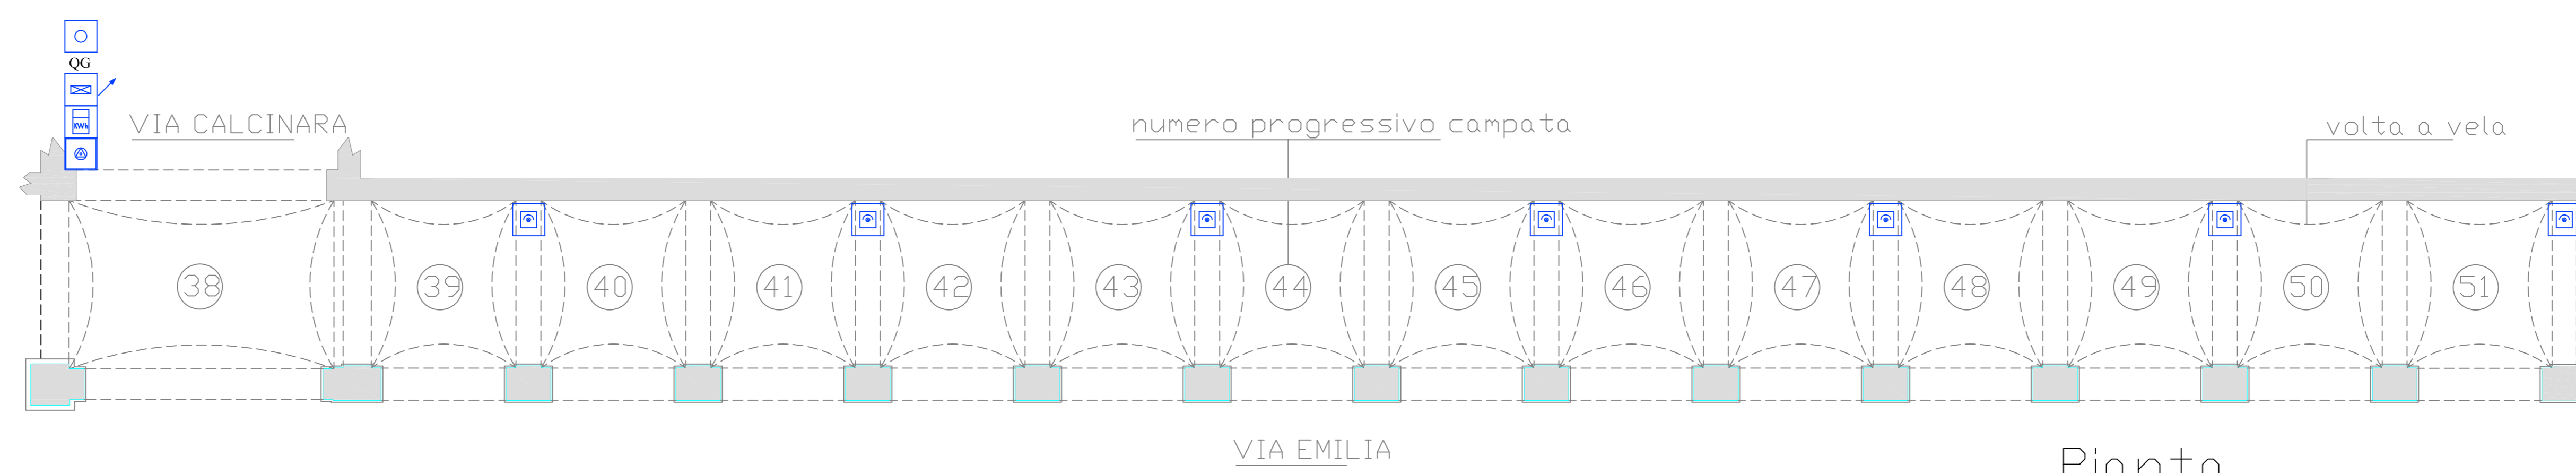 QG
KWh
VIA CALCINARA
numero progressivo campata
volta a vela
38 39 40 41 42 43 44 45 46 47 48 49 50 51
VIA EMILIA
Pianta